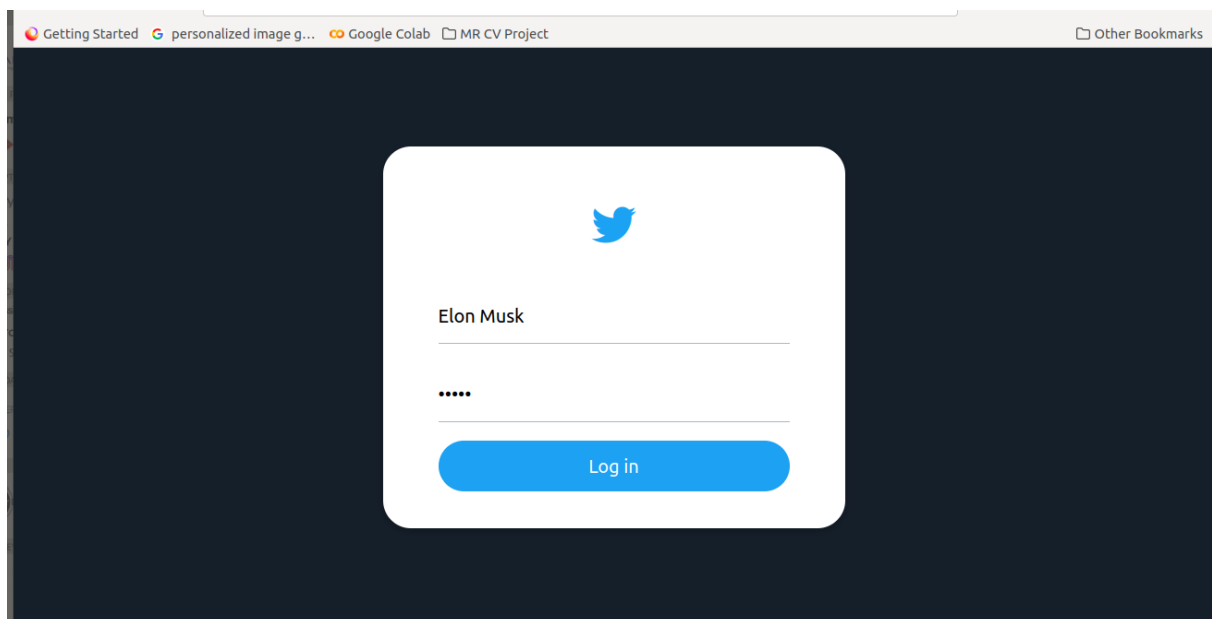 Getting Started personalized image g... Google Colab MR CV Project Other Bookmarks
Elon Musk
•••••
Log in